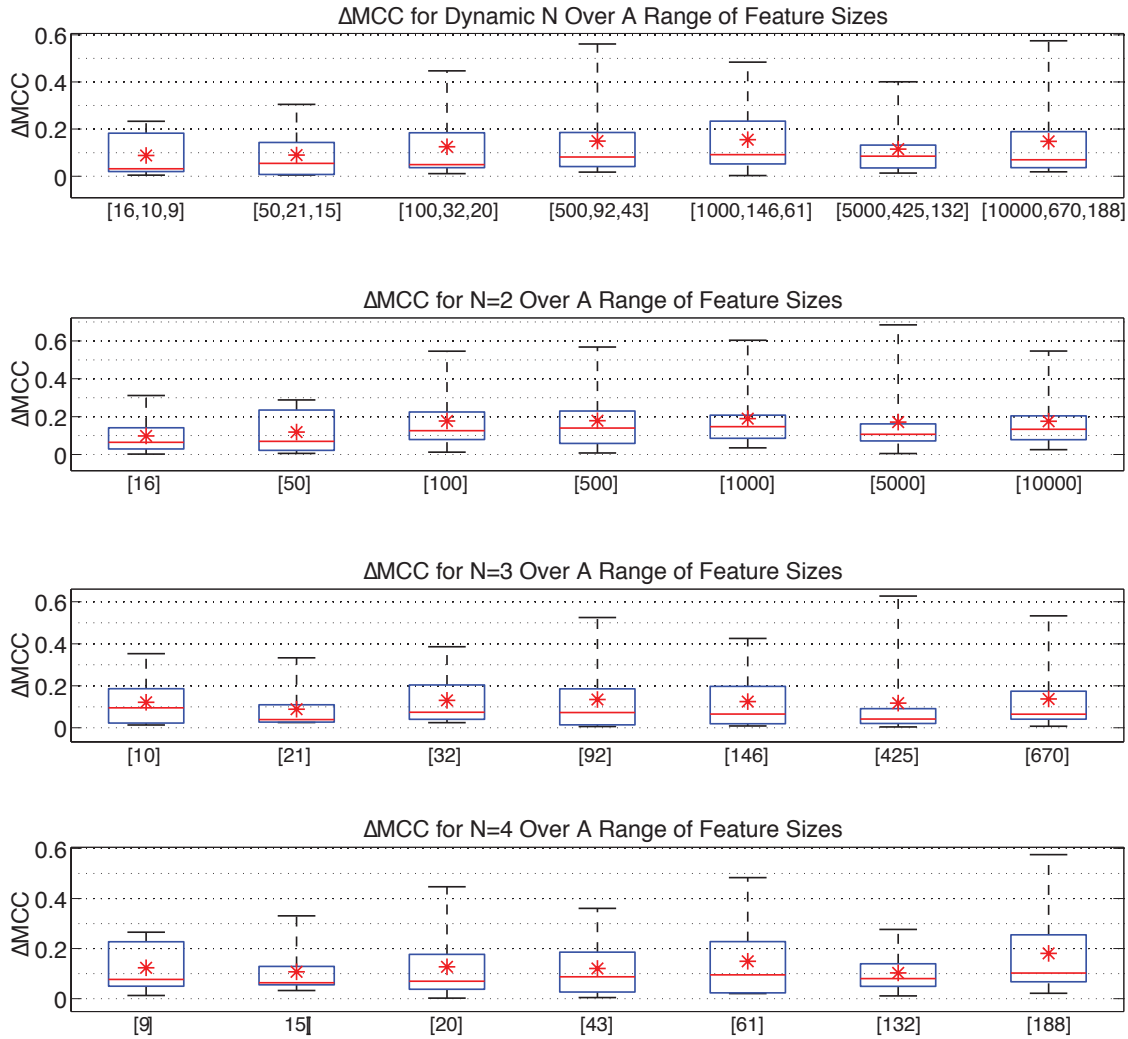 ΔMCC for Dynamic N Over A Range of Feature Sizes
0.6
0.4
0.2
0
ΔMCC
[16,10,9] [50,21,15] [100,32,20] [500,92,43] [1000,146,61] [5000,425,132] [10000,670,188]
ΔMCC for N=2 Over A Range of Feature Sizes
0.6
0.4
0.2
0
ΔMCC
[16] [50] [100] [500] [1000] [5000] [10000]
ΔMCC for N=3 Over A Range of Feature Sizes
0.6
0.4
0.2
0
ΔMCC
[10] [21] [32] [92] [146] [425] [670]
ΔMCC for N=4 Over A Range of Feature Sizes
0.6
0.4
0.2
0
ΔMCC
[9] 15] [20] [43] [61] [132] [188]